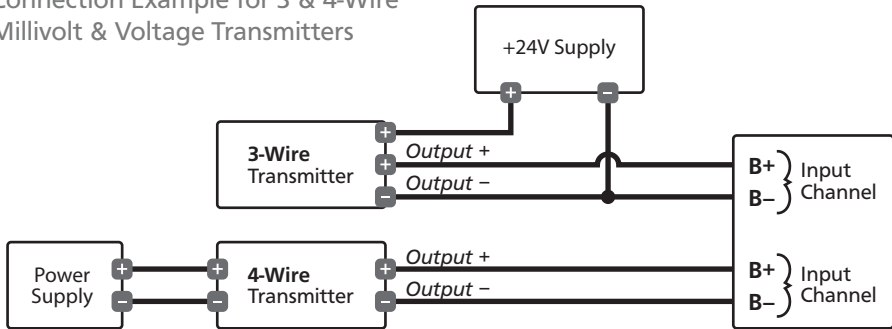 Connection Example for 3 & 4-Wire
Millivolt & Voltage Transmitters
+24V Supply
+ −
3-Wire
Transmitter
+
+
−
Output +
Output −
B+
B−
Input
Channel
Power
Supply
+
−
+
−
4-Wire
Transmitter
+
−
Output +
Output −
B+
B−
Input
Channel